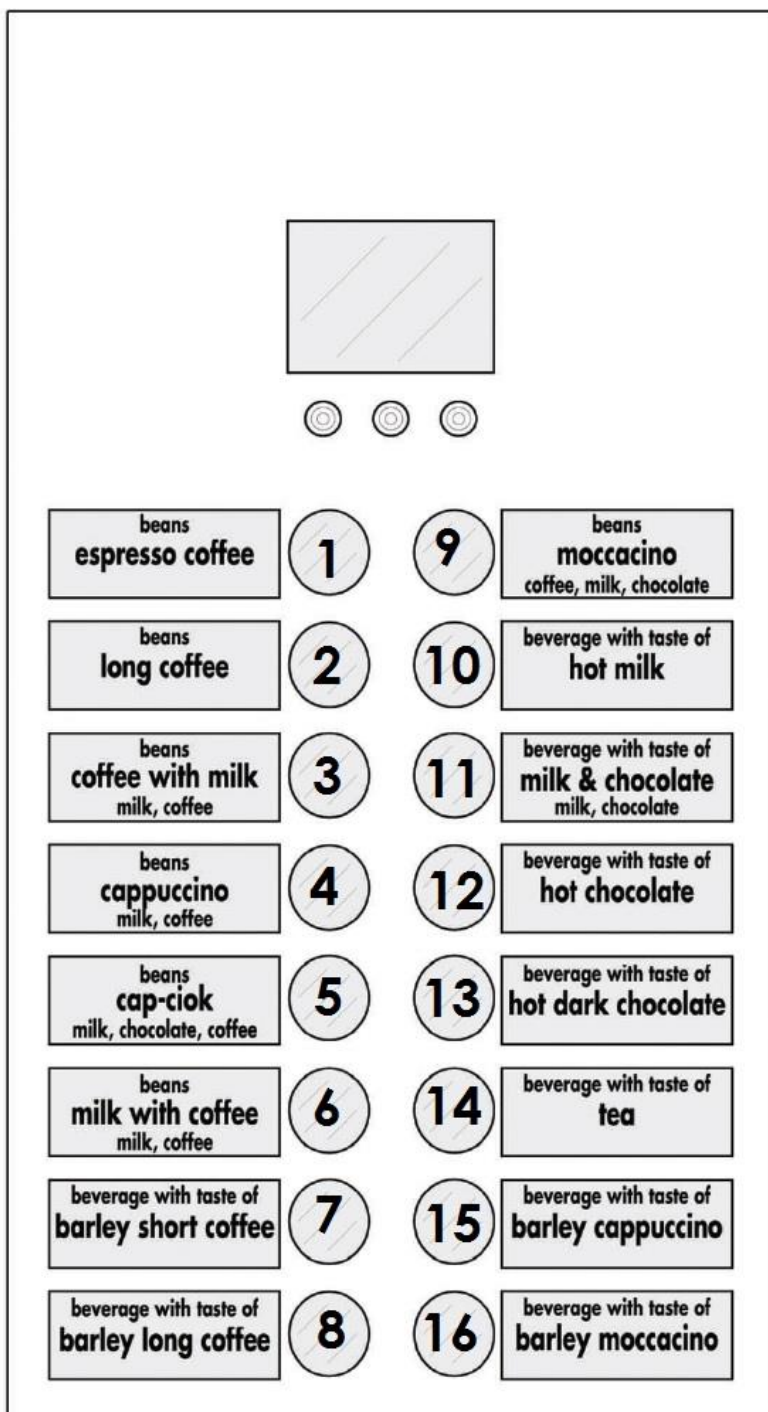 beans
espresso coffee
1
beans
long coffee
2
beans
coffee with milk
milk, coffee
3
beans
cappuccino
milk, coffee
4
beans
cap-ciok
milk, chocolate, coffee
5
beans
milk with coffee
milk, coffee
6
beverage with taste of
barley short coffee
7
beverage with taste of
barley long coffee
8
9
beans
moccacino
coffee, milk, chocolate
10
beverage with taste of
hot milk
11
beverage with taste of
milk & chocolate
milk, chocolate
12
beverage with taste of
hot chocolate
13
beverage with taste of
hot dark chocolate
14
beverage with taste of
tea
15
beverage with taste of
barley cappuccino
16
beverage with taste of
barley moccacino